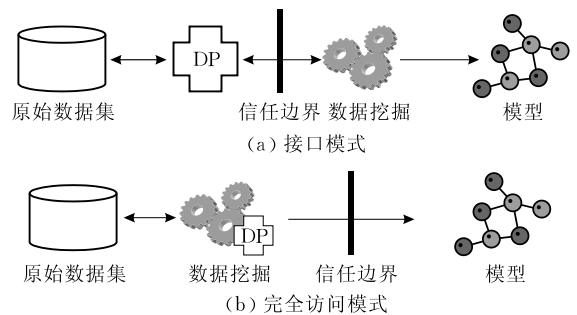 DP
原始数据集 信任边界 数据挖掘 模型
(a) 接口模式
DP
原始数据集 数据挖掘 信任边界 模型
(b) 完全访问模式